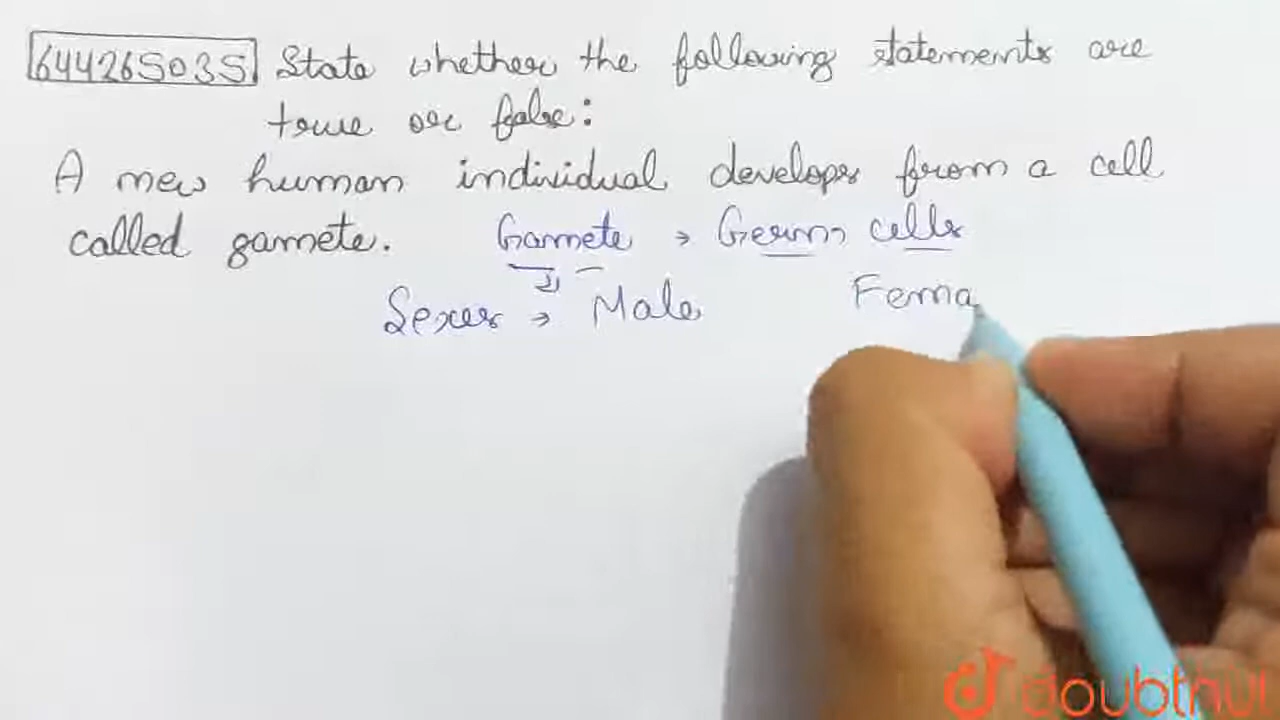 644265035 State whether the following statements are
true or false:
A new human individual develops from a cell
called gamete. Gamete → Germ cells
Sexes → Male Fema
doubtnut